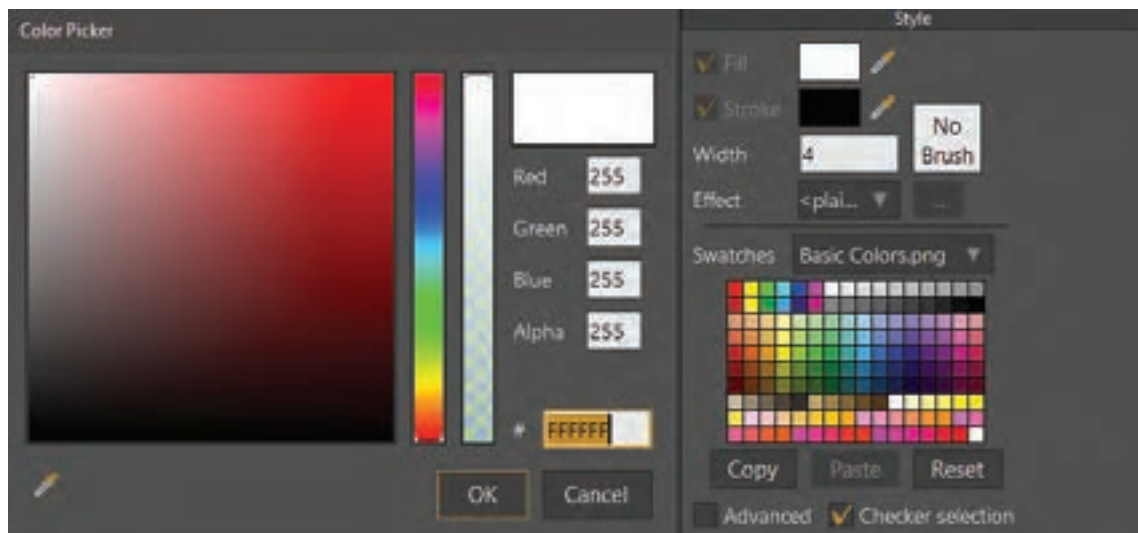 Color Picker
Red 255
Green 255
Blue 255
Alpha 255
# FFFFFF
OK Cancel
Style
Fill
Stroke
No
Brush
Width 4
Effect <plai... ...
Swatches Basic Colors.png
Copy Paste Reset
Advanced Checker selection